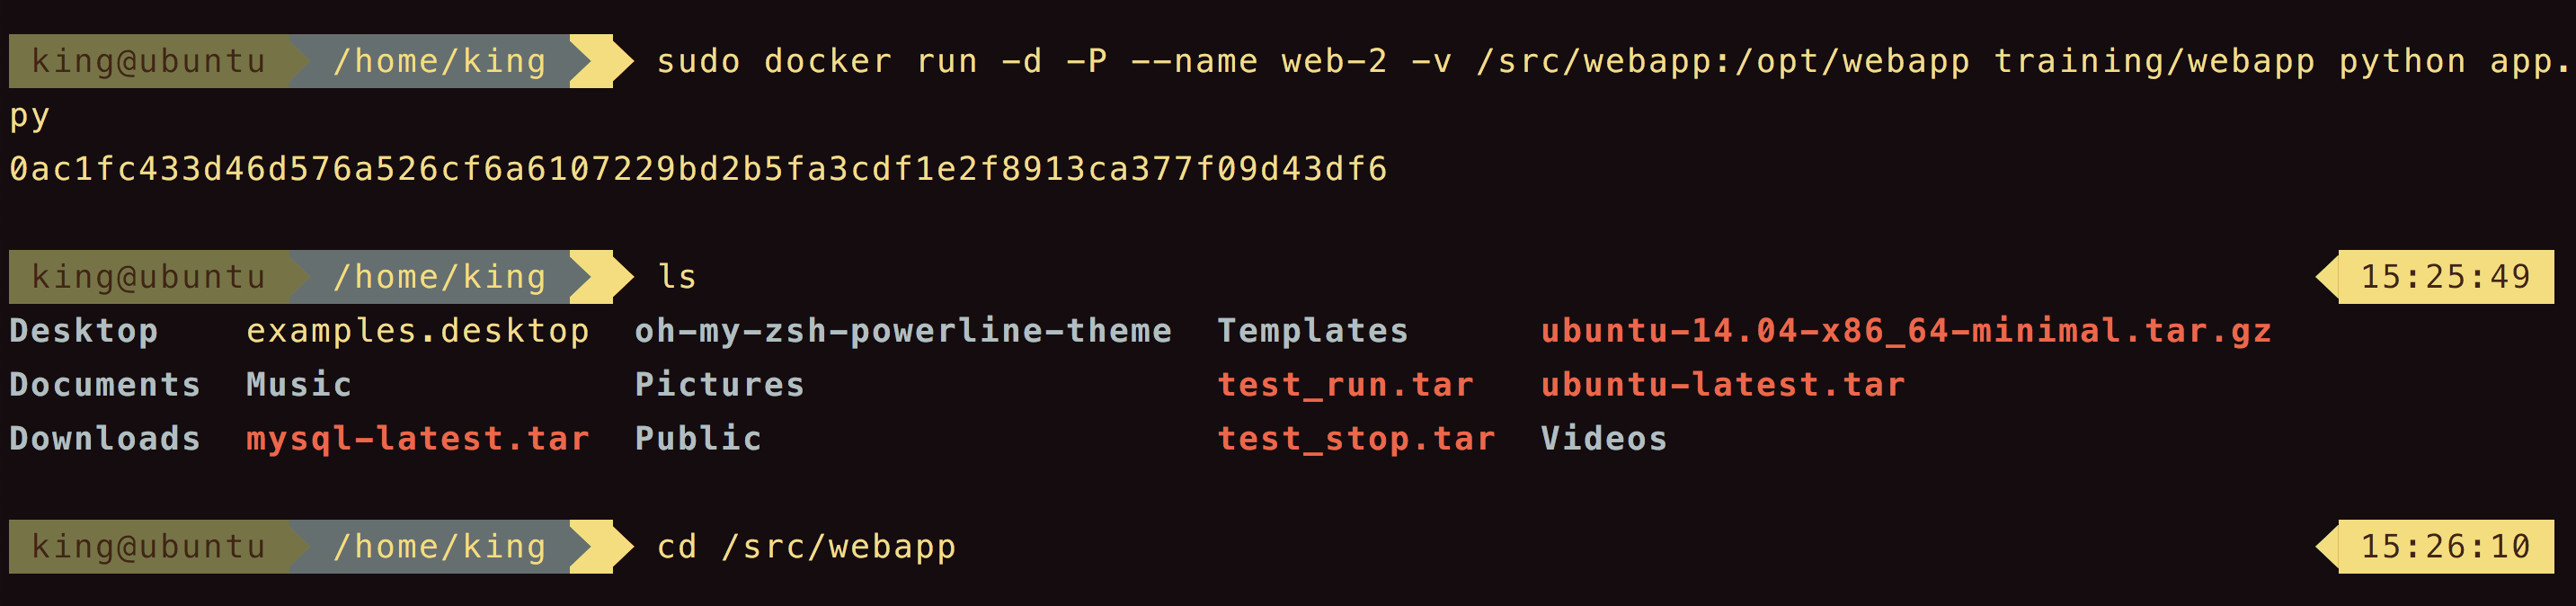 king@ubuntu /home/king sudo docker run -d -P --name web-2 -v /src/webapp:/opt/webapp training/webapp python app.
py
0ac1fc433d46d576a526cf6a6107229bd2b5fa3cdf1e2f8913ca377f09d43df6
king@ubuntu /home/king ls 15:25:49
Desktop examples.desktop oh-my-zsh-powerline-theme Templates ubuntu-14.04-x86_64-minimal.tar.gz
Documents Music Pictures test_run.tar ubuntu-latest.tar
Downloads mysql-latest.tar Public test_stop.tar Videos
king@ubuntu /home/king cd /src/webapp 15:26:10